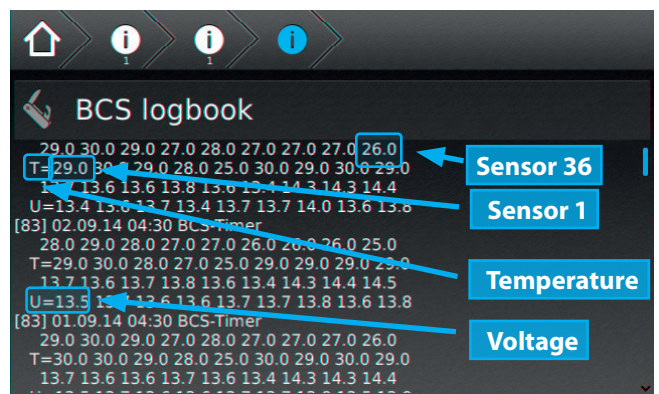 1
1
BCS logbook
29.0 30.0 29.0 27.0 28.0 27.0 27.0 27.0 26.0
T=29.0 29.0 28.0 25.0 30.0 29.0 30.0 29.0
13.6 13.6 13.8 13.6 13.4 14.3 14.3 14.4
U=13.4 13.6 13.7 13.4 13.7 13.7 14.0 13.6 13.8
[83] 02.09.14 04:30 BCS-Timer
28.0 29.0 28.0 27.0 27.0 26.0 26.0 26.0 25.0
T=29.0 30.0 28.0 27.0 25.0 29.0 29.0 29.0 29.0
13.7 13.6 13.7 13.8 13.6 13.4 14.3 14.4 14.5
U=13.5 13.6 13.6 13.7 13.7 13.8 13.6 13.8
[83] 01.09.14 04:30 BCS-Timer
29.0 30.0 29.0 27.0 28.0 27.0 27.0 27.0 26.0
T=30.0 30.0 29.0 28.0 25.0 30.0 29.0 30.0 29.0
13.7 13.6 13.6 13.7 13.6 13.4 14.3 14.3 14.4
Sensor 36
Sensor 1
Temperature
Voltage